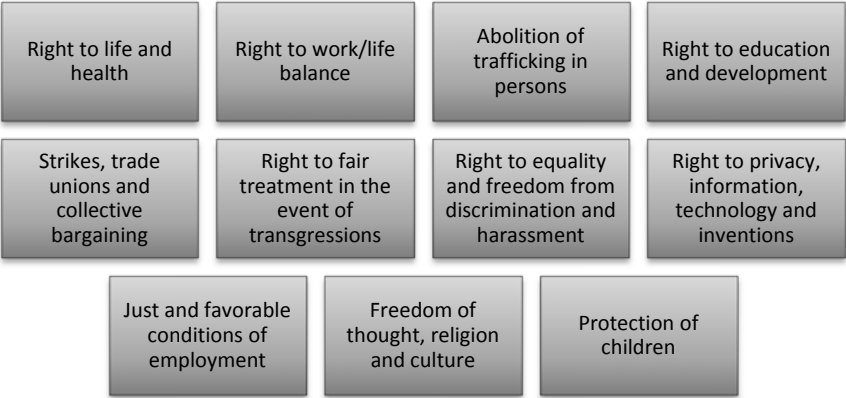 Right to life and
health
Right to work/life
balance
Abolition of
trafficking in
persons
Right to education
and development
Strikes, trade
unions and
collective
bargaining
Right to fair
treatment in the
event of
transgressions
Right to equality
and freedom from
discrimination and
harassment
Right to privacy,
information,
technology and
inventions
Just and favorable
conditions of
employment
Freedom of
thought, religion
and culture
Protection of
children